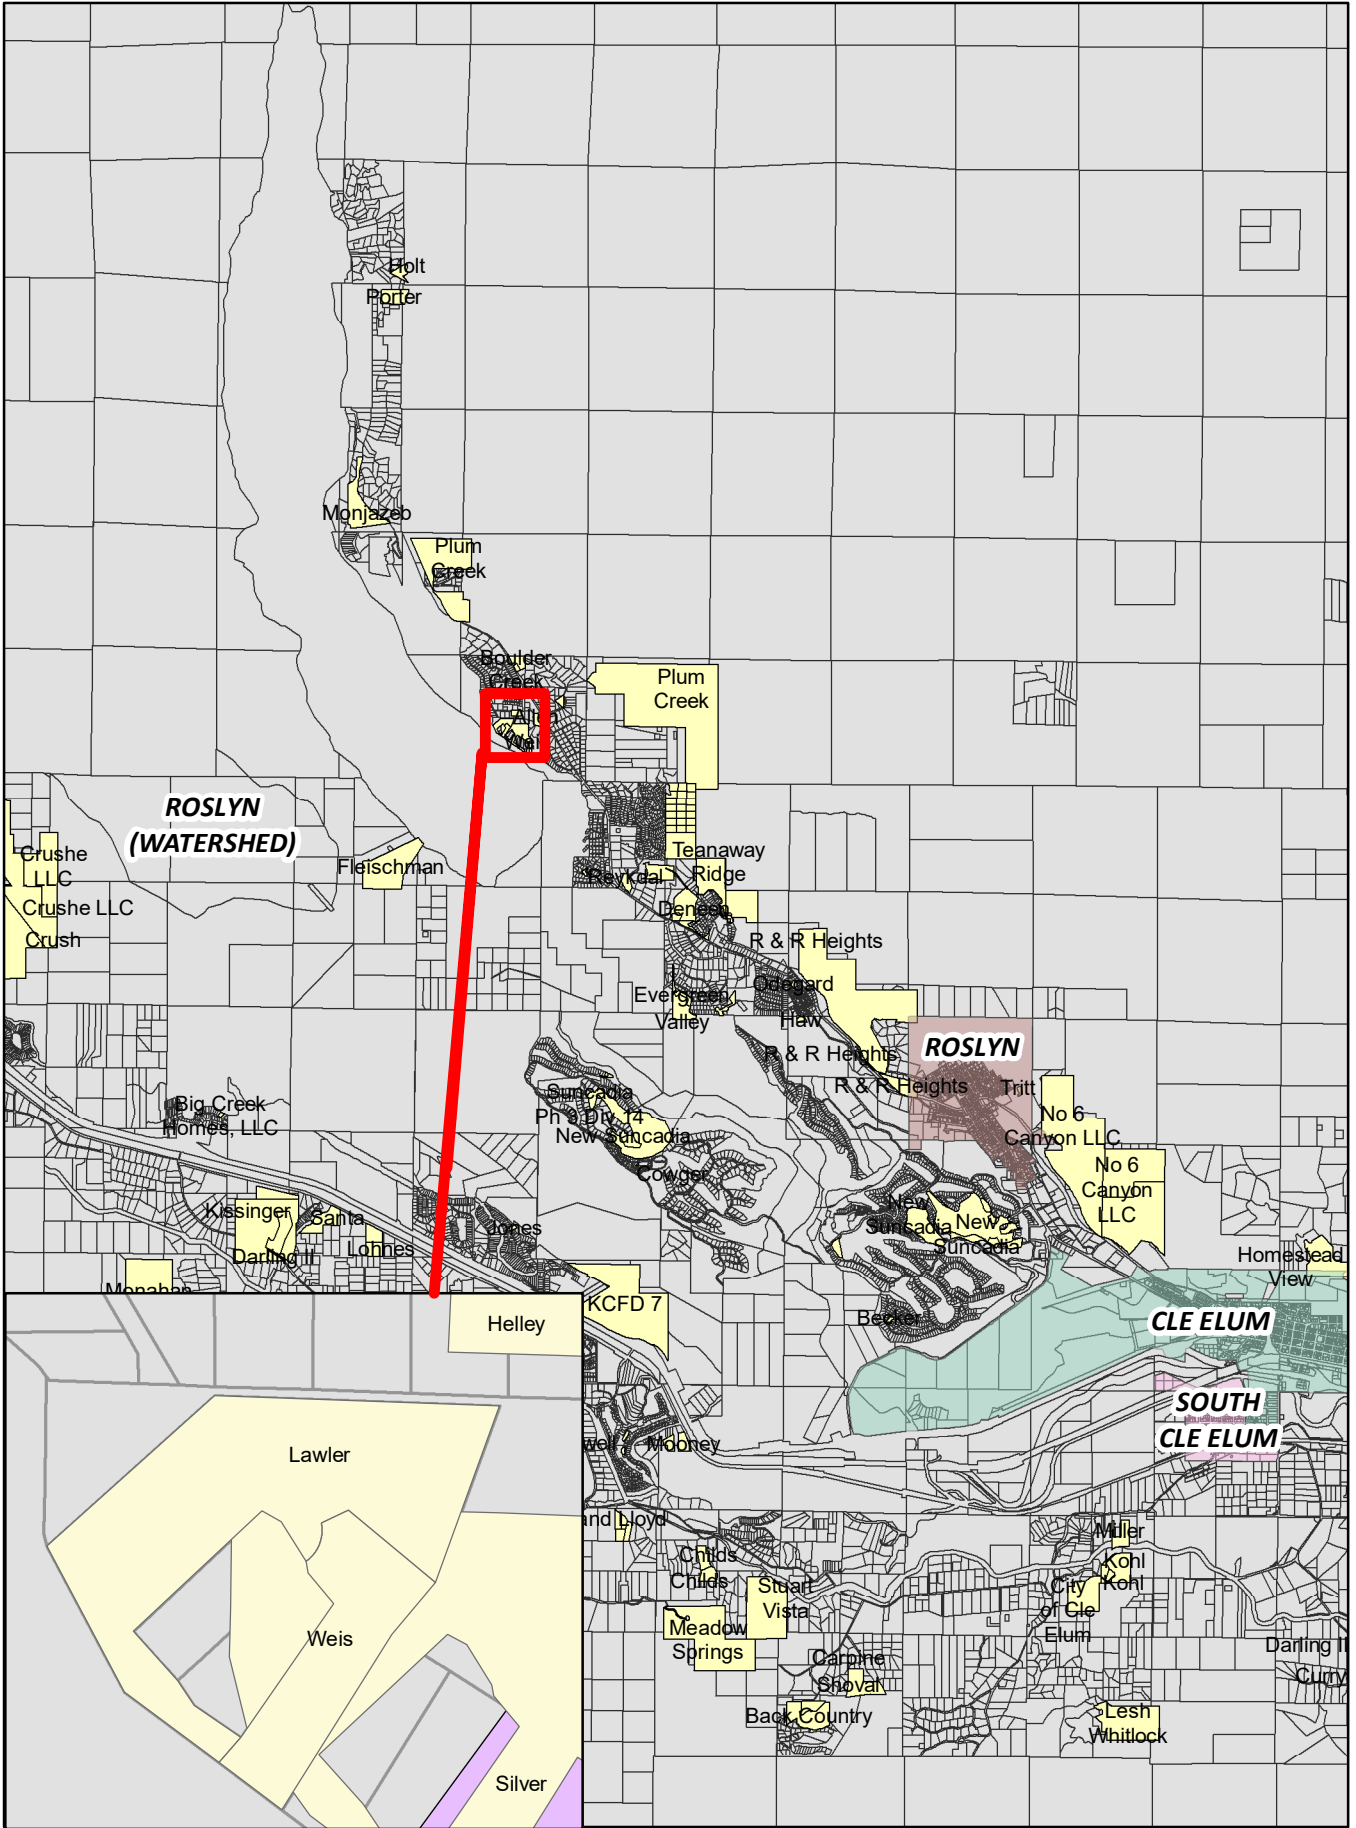 Holt
Porter
Monjazeb
Plum
Creek
Boulder
Creek
Plum
Creek
ROSLYN
(WATERSHED)
Crushe
LLC
Crushe LLC
Crush
Fleischman
Teanaway
Ridge
Reykdal
Deneen
R & R Heights
Odegard
Evergreen
Valley
Haw
R & R Heights
R & R Heights
ROSLYN
Tritt
Suncadia
Ph 3 Div 14
New Suncadia
Cowger
Big Creek
Homes, LLC
No 6
Canyon LLC
No 6
Canyon
LLC
Kissinger
Santa
Darling II
Lohnes
Jones
New
Suncadia
New
Suncadia
Homestead
View
Monahan
KCFD 7
Becker
CLE ELUM
SOUTH
CLE ELUM
Helley
Lawler
Weis
Silver
Mooney
and Lloyd
Childs
Childs
Stuart
Vista
Meadow
Springs
Miller
Kohl
Kohl
City
of Cle
Elum
Carpine
Shoval
Back Country
Darling II
Curry
Lesh
Whitlock